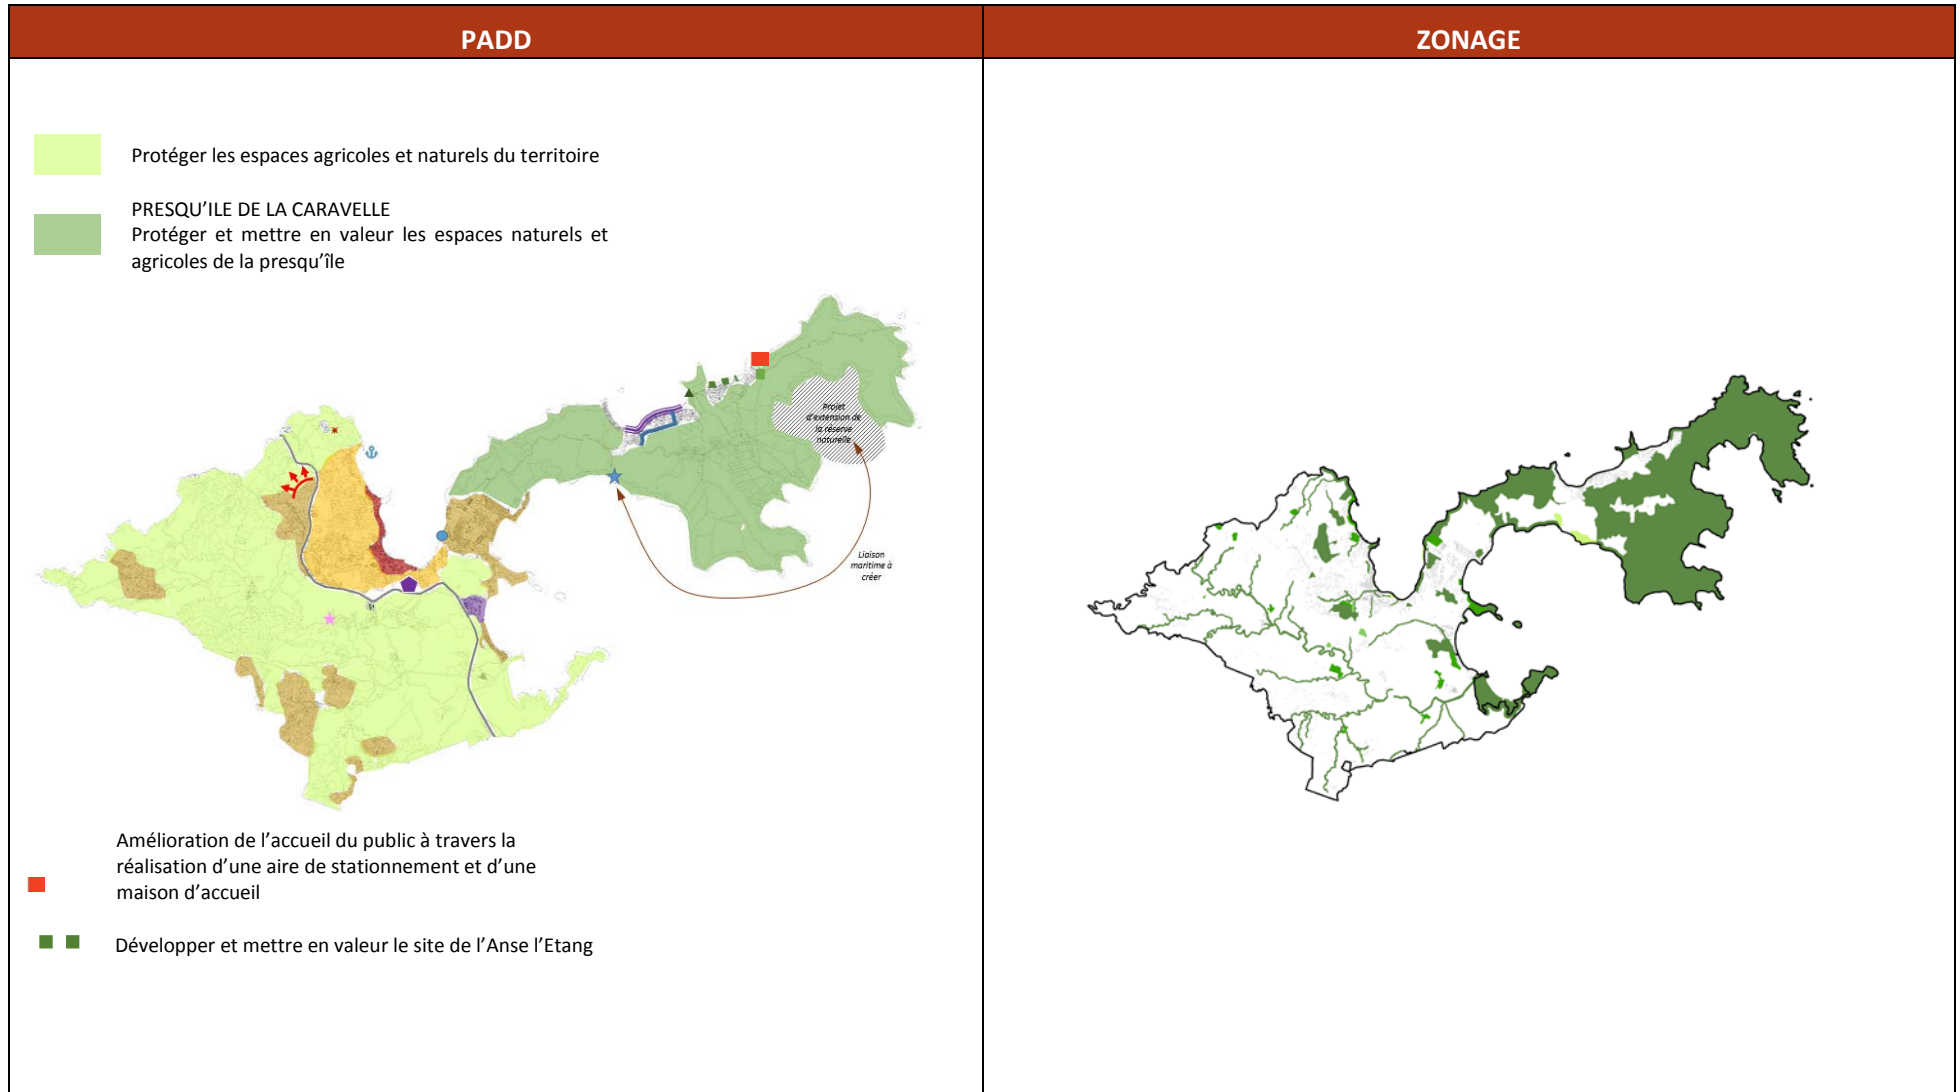 PADD
ZONAGE
Protéger les espaces agricoles et naturels du territoire
PRESQU'ILE DE LA CARAVELLE
Protéger et mettre en valeur les espaces naturels et
agricoles de la presqu'île
Projet
d'extension de
la réserve
naturelle
Liaison
maritime à
créer
Amélioration de l'accueil du public à travers la
réalisation d'une aire de stationnement et d'une
maison d'accueil
Développer et mettre en valeur le site de l'Anse l'Etang